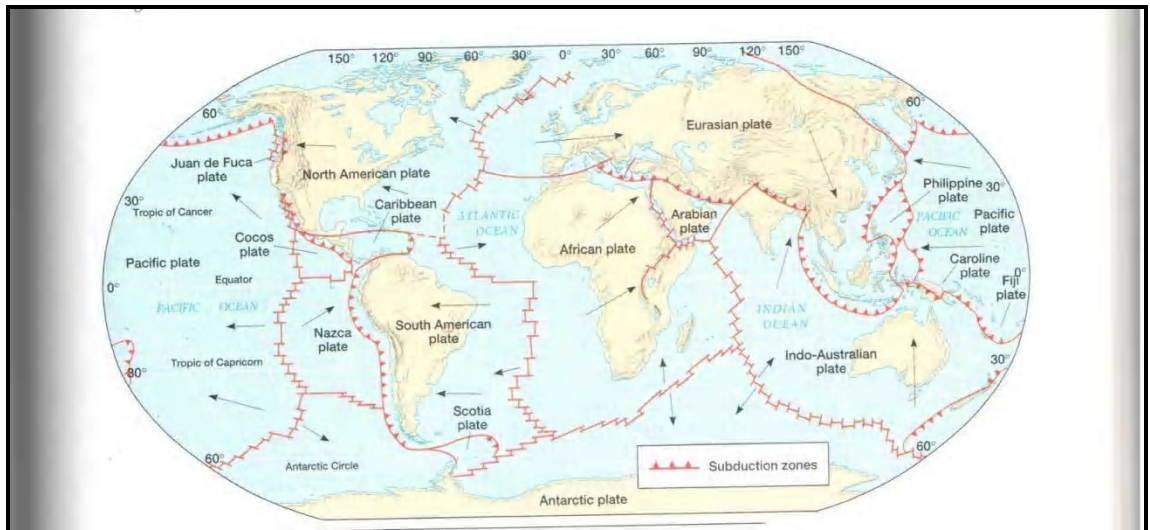 150° 120° 90° 60° 30° 0° 30° 60° 90° 120° 150°
60°
60°
Eurasian plate
Juan de Fuca
plate
North American plate
30°
Tropic of Cancer
Caribbean
plate
ATLANTIC
OCEAN
Arabian
plate
Philippine
plate
30°
PACIFIC
OCEAN
Pacific
plate
Cocos
plate
African plate
Pacific plate
Equator
Caroline
plate
0°
0°
Fiji
plate
PACIFIC OCEAN
INDIAN
OCEAN
Nazca
plate
South American
plate
Tropic of Capricorn
Indo-Australian
plate
30°
30°
Scotia
plate
60°
Antarctic Circle
60°
Subduction zones
Antarctic plate